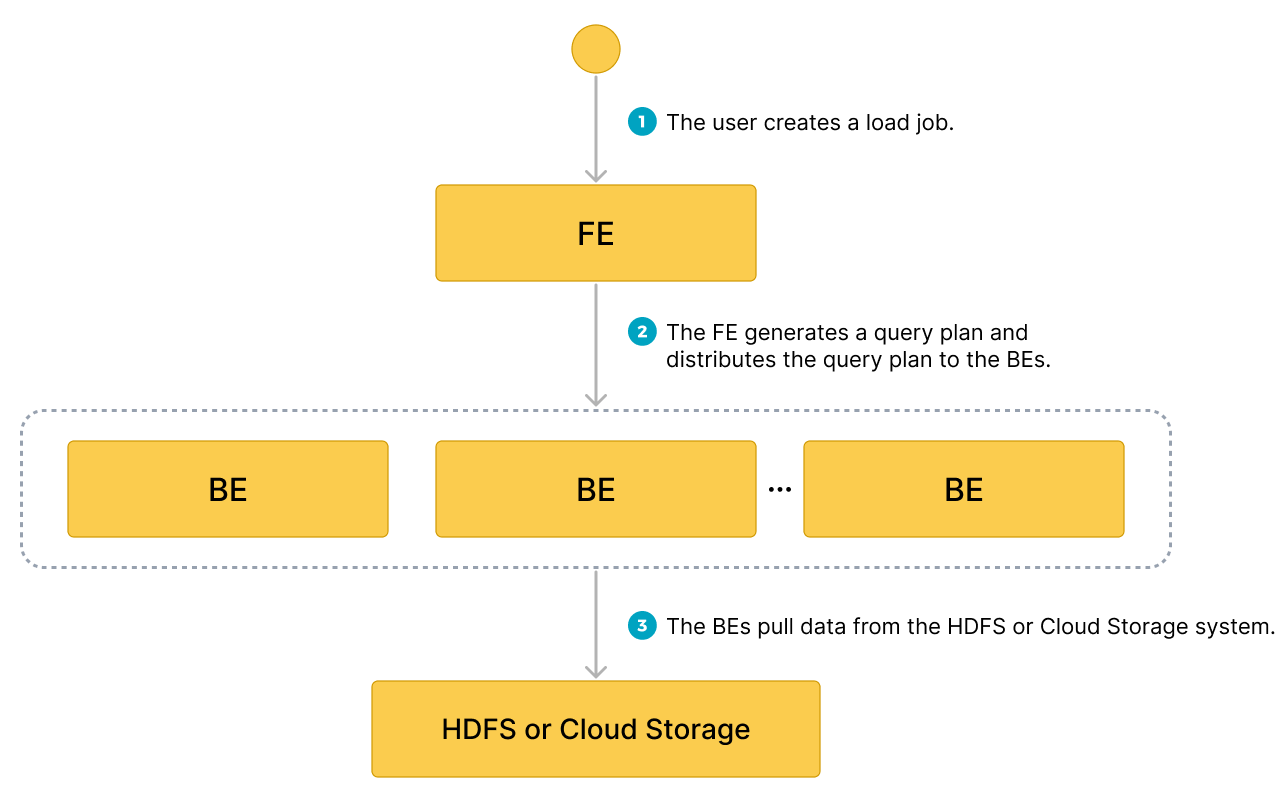 1 The user creates a load job.
FE
2 The FE generates a query plan and
distributes the query plan to the BEs.
BE BE ... BE
3 The BEs pull data from the HDFS or Cloud Storage system.
HDFS or Cloud Storage